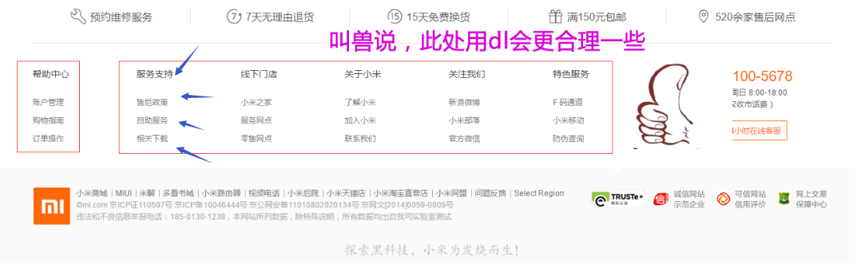 预约维修服务 7天无理由退货 15天免费换货 满150元包邮 520余家售后网点
叫兽说，此处用dl会更合理一些
帮助中心 服务支持 线下门店 关于小米 关注我们 特色服务
100-5678
周日 8:00-18:00
账户管理 售后政策 小米之家 了解小米 新浪微博 F码通道
仅收市话费）
购物指南 自助服务 服务网点 加入小米 小米部落 小米移动
4小时在线客服
订单操作 相关下载 零售网点 联系我们 官方微信 防伪查询
mi
小米商城 | MIUI | 米聊 | 多看书城 | 小米路由器 | 视频电话 | 小米后院 | 小米天猫店 | 小米淘宝直营店 | 小米网盟 | 问题反馈 | Select Region
©mi.com 京ICP证110507号 京ICP备10046444号 京公网安备11010802020134号 京网文[2014]0059-0009号
违法和不良信息举报电话：185-0130-1238，本网站所列数据，除特殊说明，所有数据均出自我司实验室测试
TRUSTe 诚信网站 示范企业 可信网站 信用评价 网上交易 保障中心
探索黑科技，小米为发烧而生！